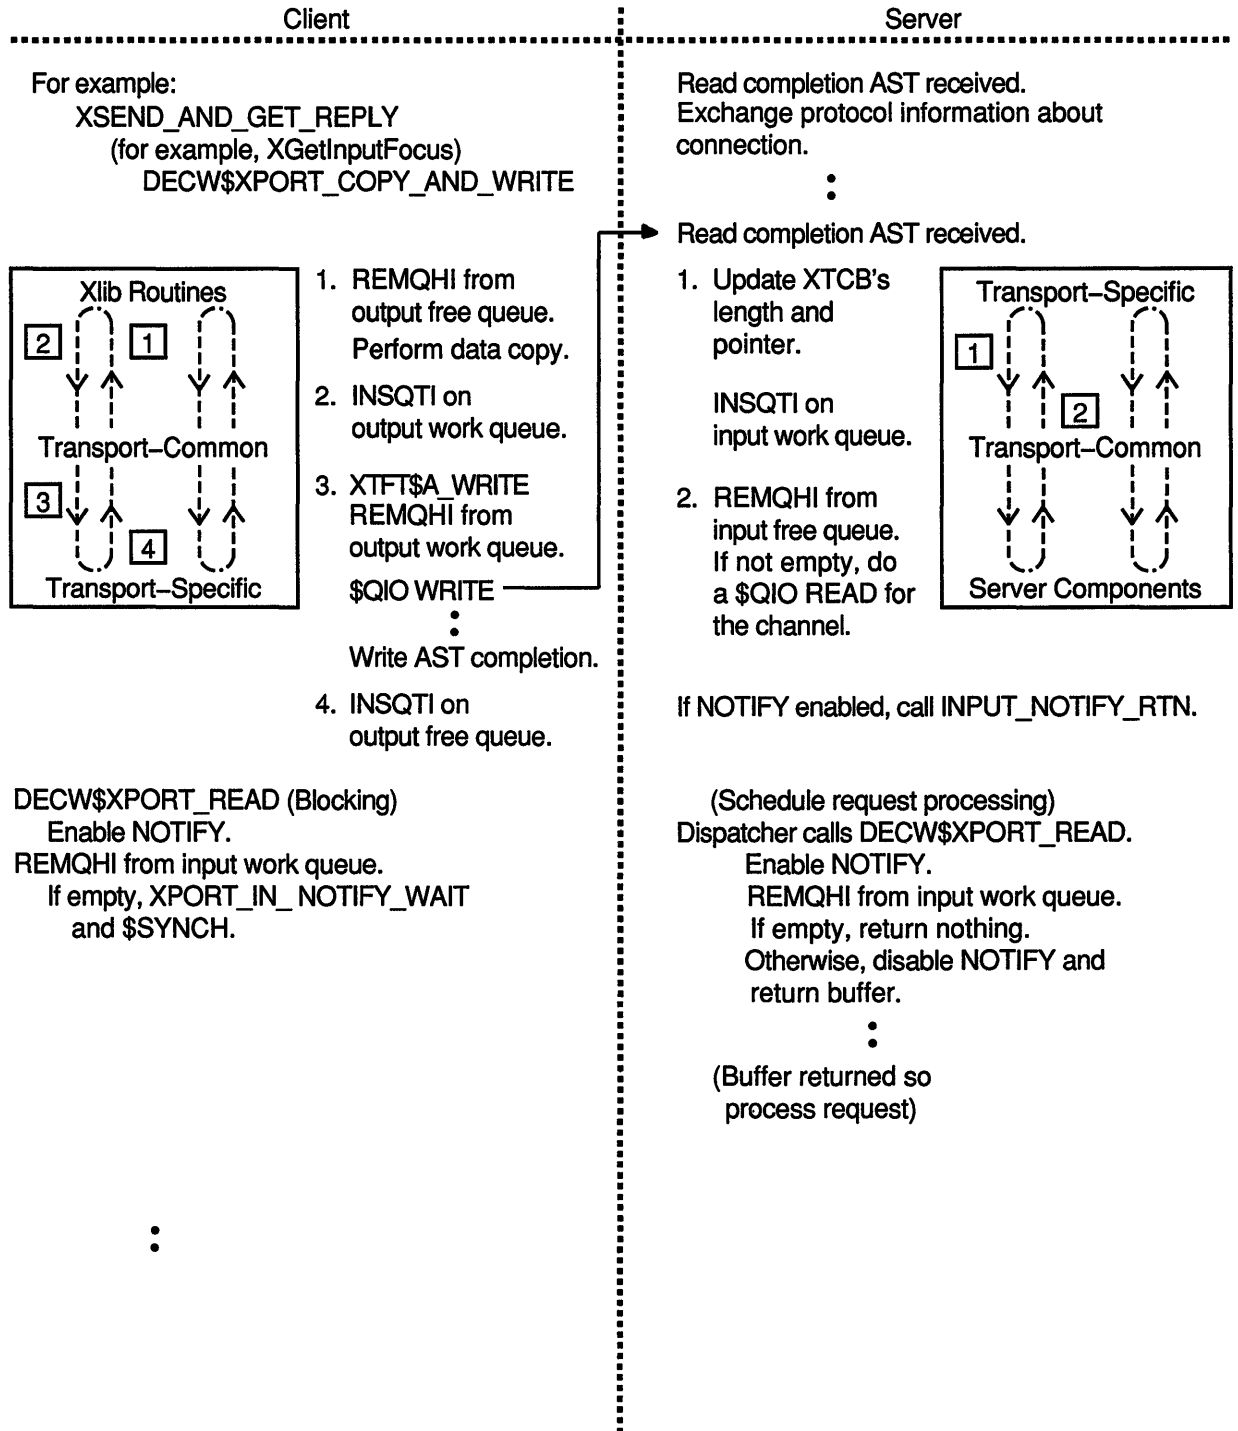 Client
For example:
XSEND_AND_GET_REPLY
(for example, XGetInputFocus)
DECW$XPORT_COPY_AND_WRITE
Xlib Routines
2
1
Transport–Common
3
4
Transport–Specific
1. REMQHI from
output free queue.
Perform data copy.
2. INSQTI on
output work queue.
3. XTFT$A_WRITE
REMQHI from
output work queue.
$QIO WRITE
Write AST completion.
4. INSQTI on
output free queue.
DECW$XPORT_READ (Blocking)
Enable NOTIFY.
REMQHI from input work queue.
If empty, XPORT_IN_ NOTIFY_WAIT
and $SYNCH.
Server
Read completion AST received.
Exchange protocol information about
connection.
Read completion AST received.
1. Update XTCB's
length and
pointer.
INSQTI on
input work queue.
2. REMQHI from
input free queue.
If not empty, do
a $QIO READ for
the channel.
Transport–Specific
1
2
Transport–Common
Server Components
If NOTIFY enabled, call INPUT_NOTIFY_RTN.
(Schedule request processing)
Dispatcher calls DECW$XPORT_READ.
Enable NOTIFY.
REMQHI from input work queue.
If empty, return nothing.
Otherwise, disable NOTIFY and
return buffer.
(Buffer returned so
process request)